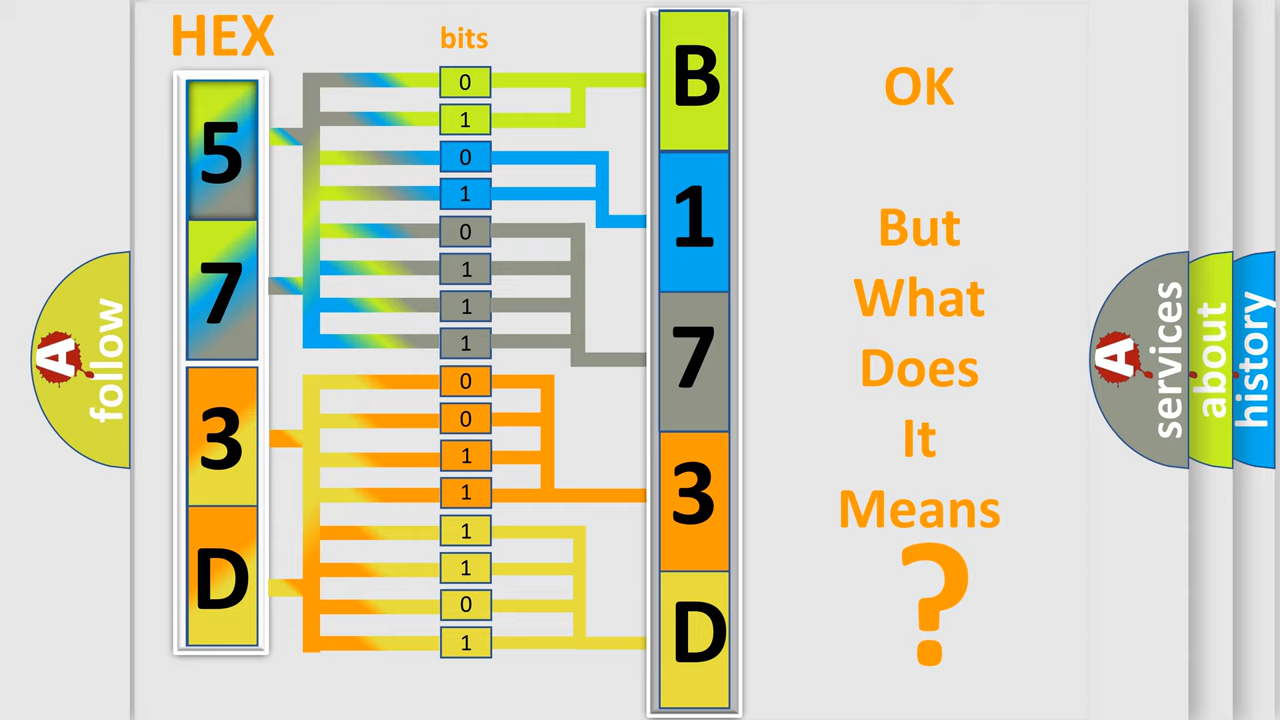 HEX
bits
5
7
3
D
0
1
0
1
0
1
1
1
0
0
1
1
1
1
0
1
B
1
7
3
D
OK
But
What
Does
It
Means
?
A
follow
A
services
about
history